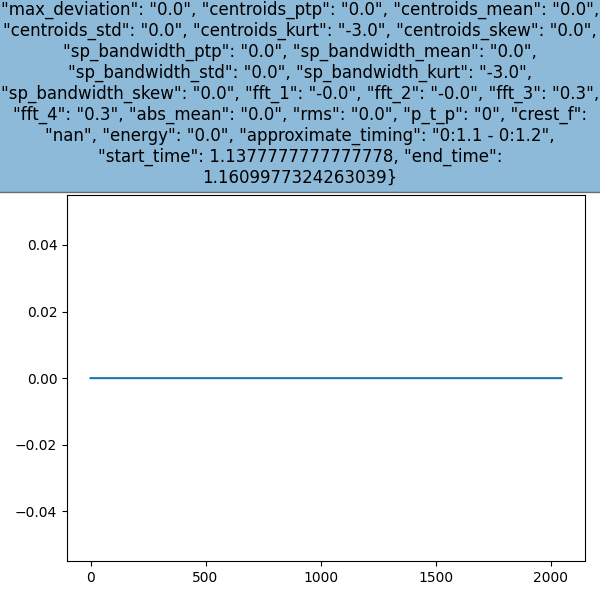 "max_deviation": "0.0", "centroids_ptp": "0.0", "centroids_mean": "0.0",
"centroids_std": "0.0", "centroids_kurt": "-3.0", "centroids_skew": "0.0",
"sp_bandwidth_ptp": "0.0", "sp_bandwidth_mean": "0.0",
"sp_bandwidth_std": "0.0", "sp_bandwidth_kurt": "-3.0",
"sp_bandwidth_skew": "0.0", "fft_1": "-0.0", "fft_2": "-0.0", "fft_3": "0.3",
"fft_4": "0.3", "abs_mean": "0.0", "rms": "0.0", "p_t_p": "0", "crest_f":
"nan", "energy": "0.0", "approximate_timing": "0:1.1 - 0:1.2",
"start_time": 1.1377777777777778, "end_time":
1.1609977324263039}
0.04
0.02
0.00
−0.02
−0.04
0 500 1000 1500 2000